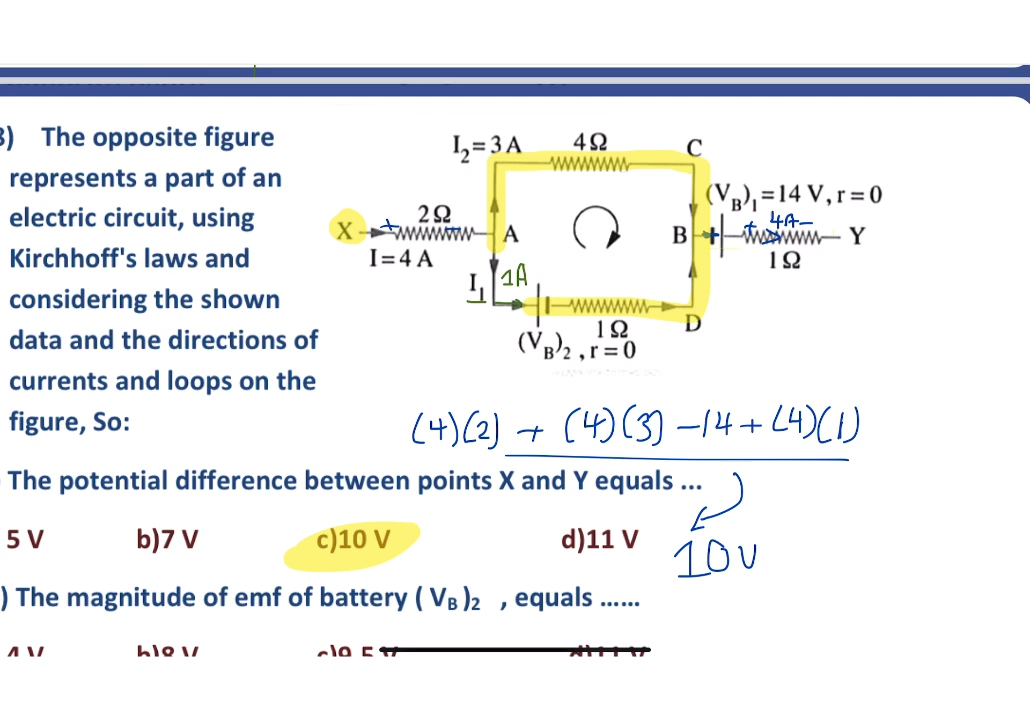 3) The opposite figure
represents a part of an
electric circuit, using
Kirchhoff's laws and
considering the shown
data and the directions of
currents and loops on the
figure, So:
I₂= 3 A 4Ω C
(V_B)₁ =14 V, r = 0
X + 2Ω A B + + 4A− Y
I = 4 A 1Ω
I₁ 1A
1Ω D
(V_B)₂ , r = 0
(4)(2) + (4)(3) −14 + (4)(1)
The potential difference between points X and Y equals ...
5 V b)7 V c)10 V d)11 V
10V
) The magnitude of emf of battery ( V_B )₂ , equals ......